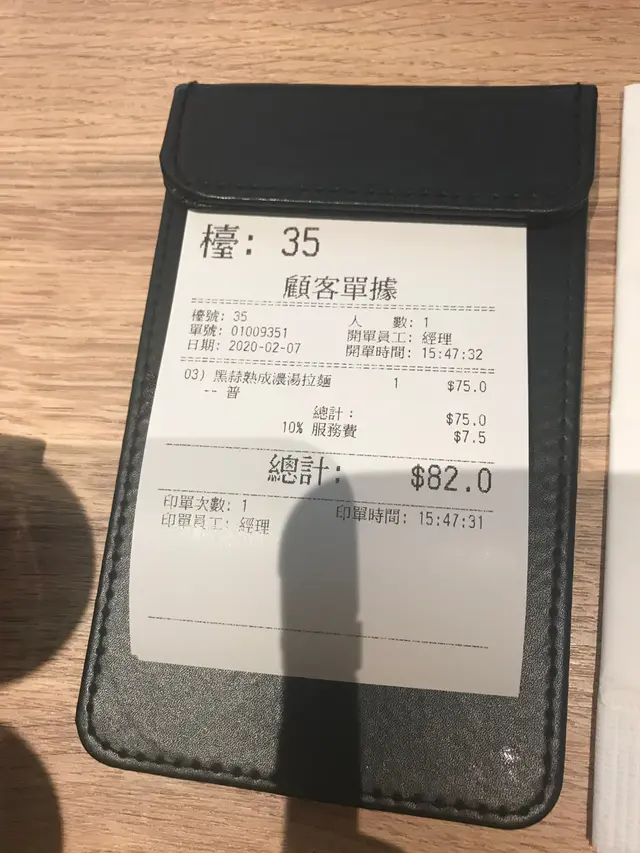 檯: 35
顧客單據
檯號: 35 人 數: 1
單號: 01009351 開單員工: 經理
日期: 2020-02-07 開單時間: 15:47:32
03) 黑蒜熟成濃湯拉麵 1 $75.0
-- 普
總計: $75.0
10% 服務費 $7.5
總計: $82.0
印單次數: 1 印單時間: 15:47:31
印單員工: 經理